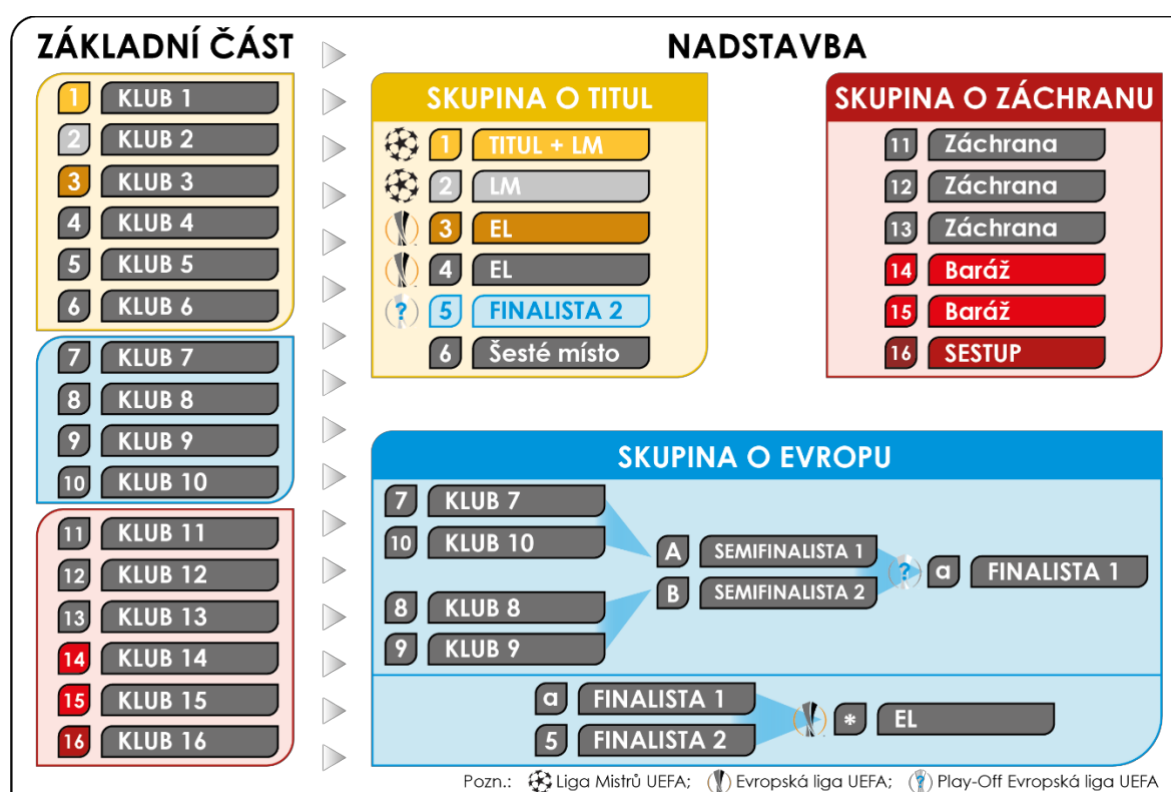 ZÁKLADNÍ ČÁST
1 KLUB 1
2 KLUB 2
3 KLUB 3
4 KLUB 4
5 KLUB 5
6 KLUB 6
7 KLUB 7
8 KLUB 8
9 KLUB 9
10 KLUB 10
11 KLUB 11
12 KLUB 12
13 KLUB 13
14 KLUB 14
15 KLUB 15
16 KLUB 16
NADSTAVBA
SKUPINA O TITUL
1 TITUL + LM
2 LM
3 EL
4 EL
? 5 FINALISTA 2
6 Šesté místo
SKUPINA O ZÁCHRANU
11 Záchrana
12 Záchrana
13 Záchrana
14 Baráž
15 Baráž
16 SESTUP
SKUPINA O EVROPU
7 KLUB 7
10 KLUB 10
8 KLUB 8
9 KLUB 9
A SEMIFINALISTA 1
B SEMIFINALISTA 2
? a FINALISTA 1
a FINALISTA 1
5 FINALISTA 2
* EL
Pozn.: Liga Mistrů UEFA; Evropská liga UEFA; ? Play-Off Evropská liga UEFA